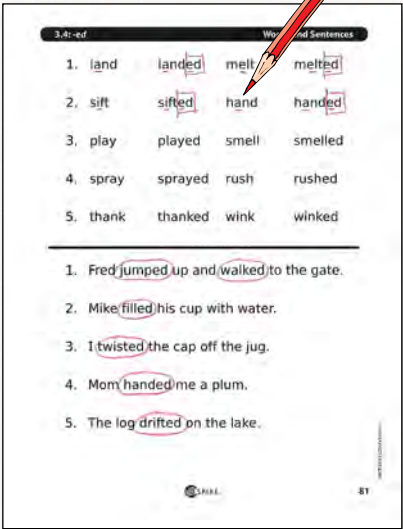 3.4: -ed Words and Sentences
1. land landed melt melted
2. sift sifted hand handed
3. play played smell smelled
4. spray sprayed rush rushed
5. thank thanked wink winked
1. Fred jumped up and walked to the gate.
2. Mike filled his cup with water.
3. I twisted the cap off the jug.
4. Mom handed me a plum.
5. The log drifted on the lake.
81